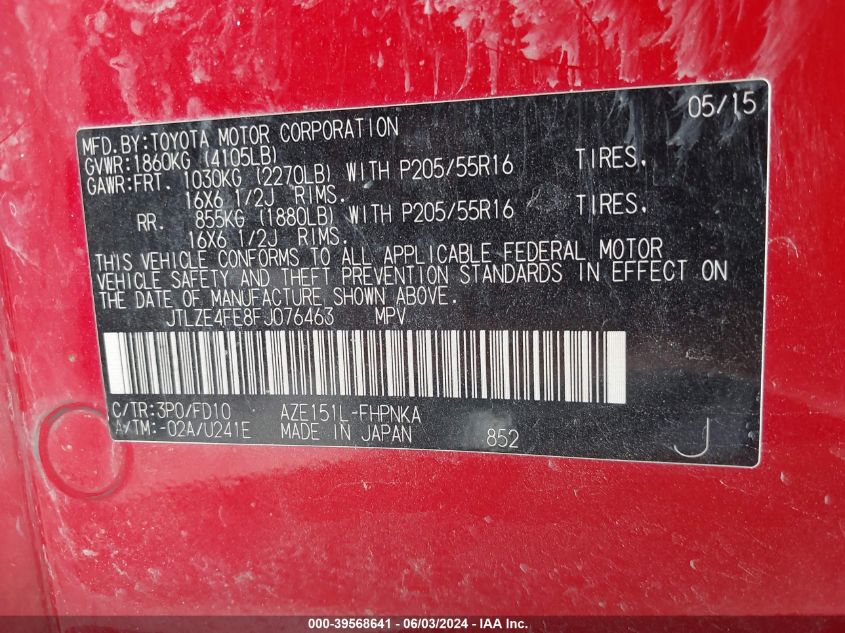 05/15
MFD.BY:TOYOTA MOTOR CORPORATION
GVWR:1860KG (4105LB)
GAWR:FRT. 1030KG (2270LB) WITH P205/55R16 TIRES,
16X6 1/2J RIMS.
RR. 855KG (1880LB) WITH P205/55R16 TIRES,
16X6 1/2J RIMS.
THIS VEHICLE CONFORMS TO ALL APPLICABLE FEDERAL MOTOR
VEHICLE SAFETY AND THEFT PREVENTION STANDARDS IN EFFECT ON
THE DATE OF MANUFACTURE SHOWN ABOVE.
JTLZE4FE8FJ076463 MPV
C/TR:3P0/FD10 AZE151L-FHPNKA
A/TM:-02A/U241E MADE IN JAPAN 852 J
000-39568641 - 06/03/2024 - IAA Inc.